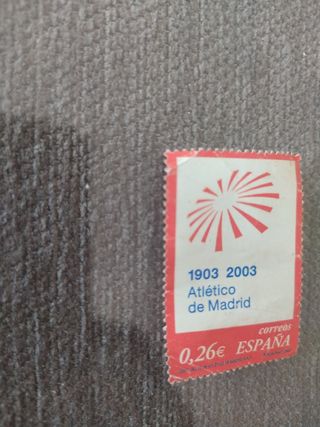 1903 2003
Atlético
de Madrid
correos
0,26€ ESPAÑA